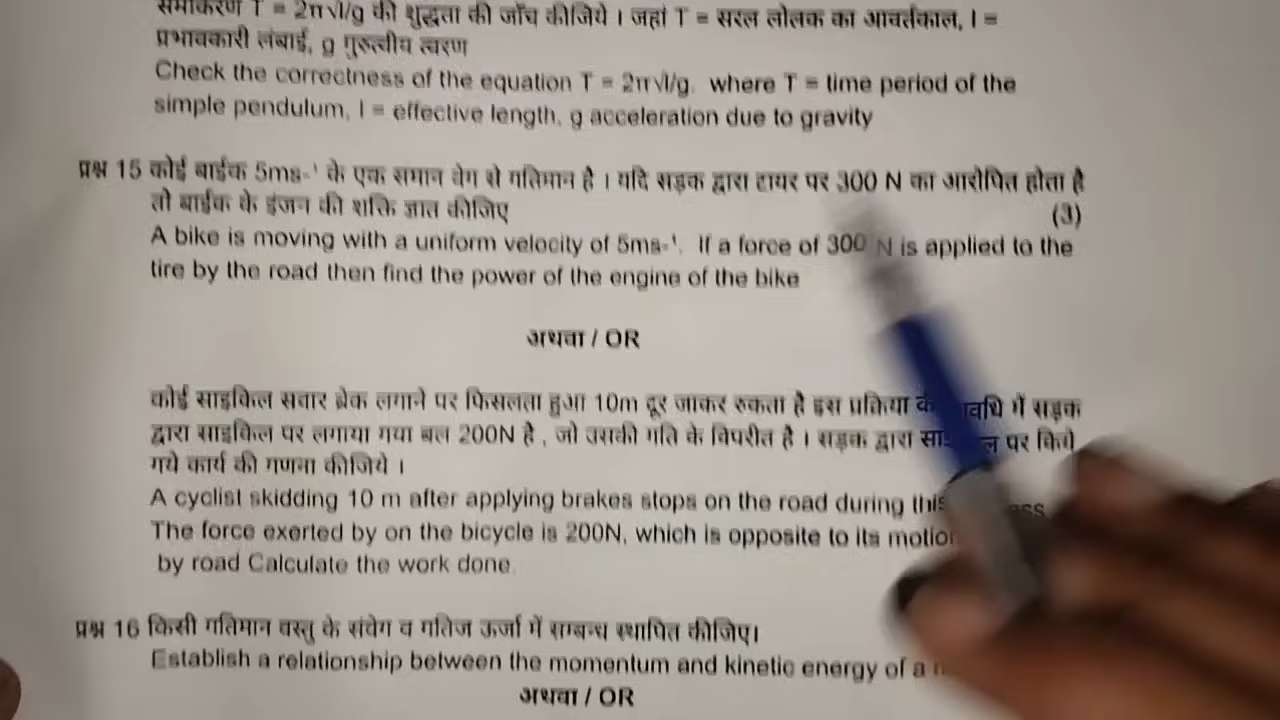 समीकरण T = 2π√l/g की शुद्धता की जाँच कीजिये । जहां T = सरल लोलक का आवर्तकाल, l =
प्रभावकारी लंबाई, g गुरुत्वीय त्वरण
Check the correctness of the equation T = 2π√l/g. where T = time period of the
simple pendulum, l = effective length, g acceleration due to gravity
प्रश्न 15 कोई बाईक 5ms-¹ के एक समान वेग से गतिमान है । यदि सड़क द्वारा टायर पर 300 N का आरोपित होता है
तो बाईक के इंजन की शक्ति ज्ञात कीजिए (3)
A bike is moving with a uniform velocity of 5ms-¹. If a force of 300 N is applied to the
tire by the road then find the power of the engine of the bike
अथवा / OR
कोई साइकिल सवार ब्रेक लगाने पर फिसलता हुआ 10m दूर जाकर रुकता है इस प्रक्रिया में सड़क
द्वारा साइकिल पर लगाया गया बल 200N है , जो उसकी गति के विपरीत है । सड़क द्वारा पर किये
गये कार्य की गणना कीजिये ।
A cyclist skidding 10 m after applying brakes stops on the road during this
The force exerted by on the bicycle is 200N, which is opposite to its
by road Calculate the work done.
प्रश्न 16 किसी गतिमान वस्तु के संवेग व गतिज ऊर्जा में सम्बन्ध स्थापित कीजिए।
Establish a relationship between the momentum and kinetic energy of a
अथवा / OR